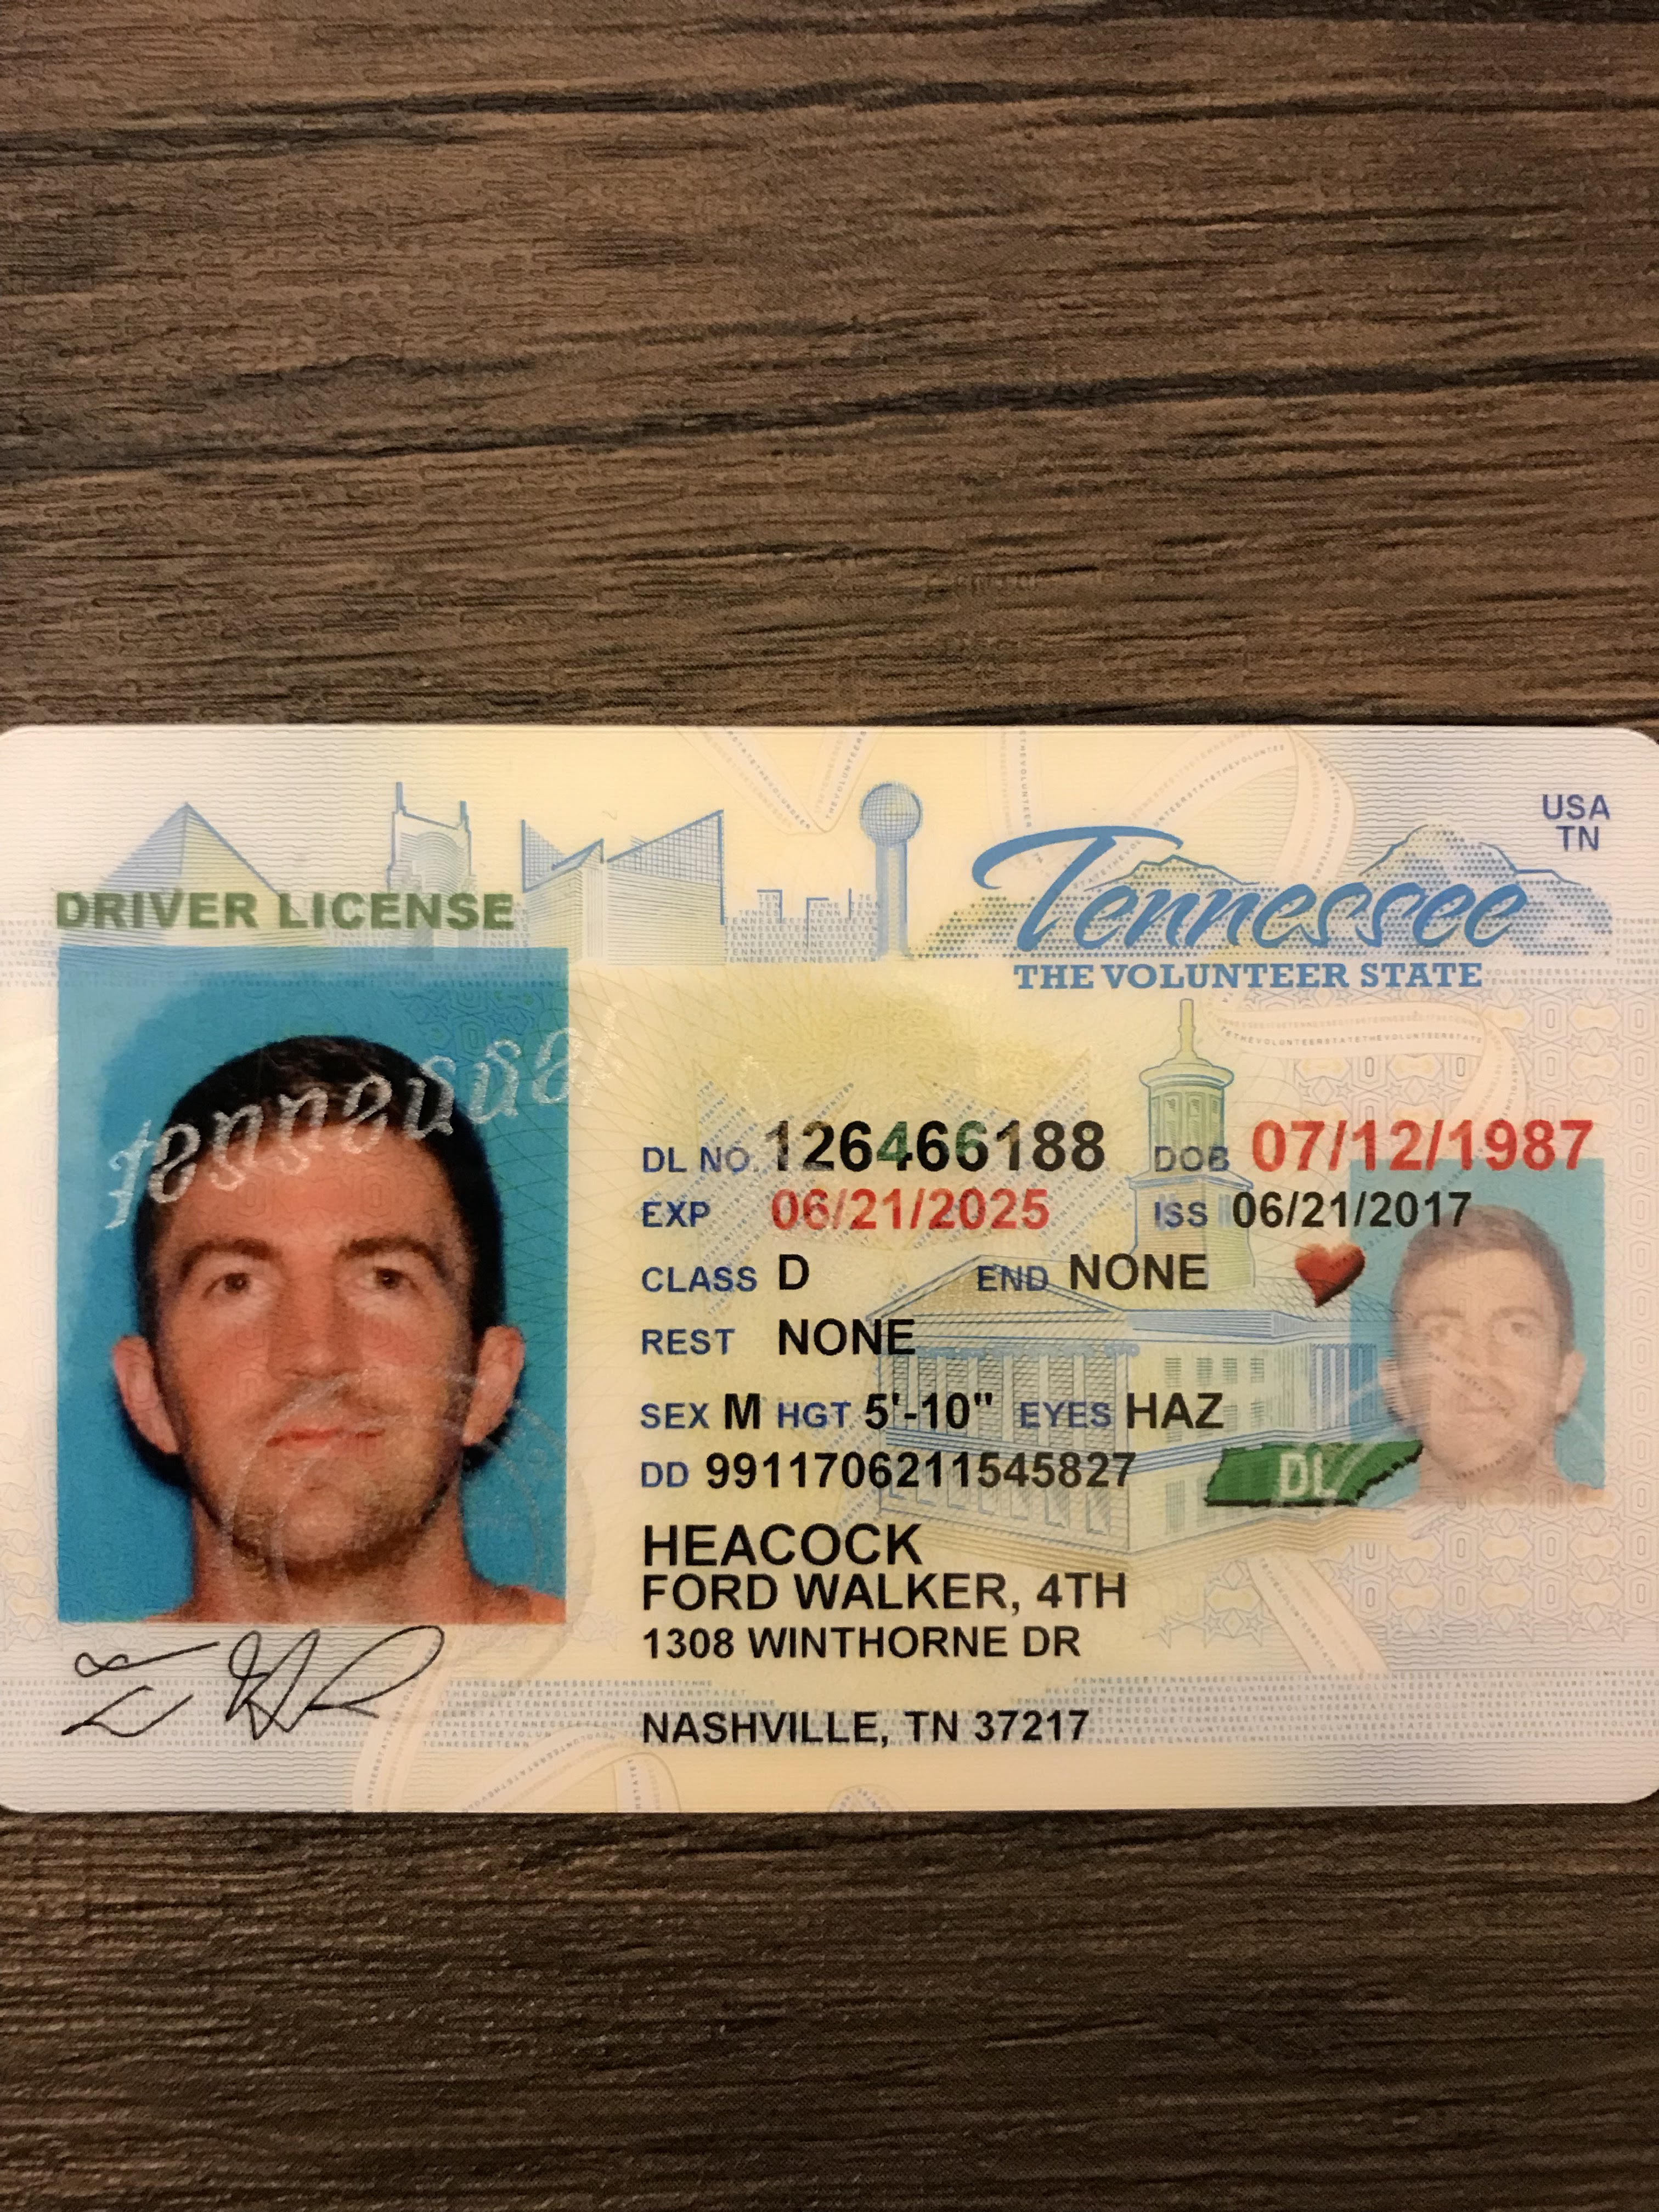 USA
TN
DRIVER LICENSE
Tennessee
THE VOLUNTEER STATE
tennessee
DL NO. 126466188 DOB 07/12/1987
EXP 06/21/2025 ISS 06/21/2017
CLASS D END NONE
REST NONE
SEX M HGT 5'-10" EYES HAZ
DD 9911706211545827
DL
HEACOCK
FORD WALKER, 4TH
1308 WINTHORNE DR
NASHVILLE, TN 37217